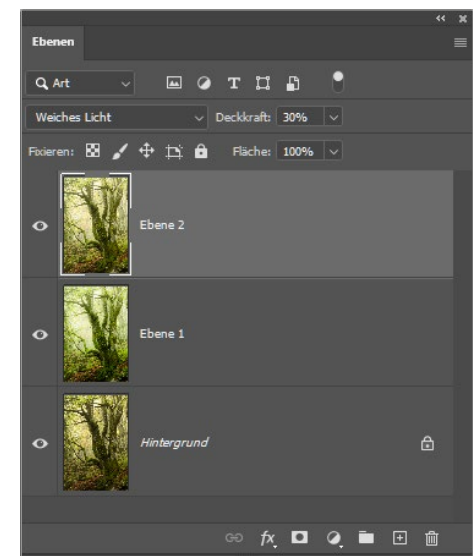 Ebenen
Art
Weiches Licht Deckkraft: 30%
Fixieren: Fläche: 100%
Ebene 2
Ebene 1
Hintergrund
fx